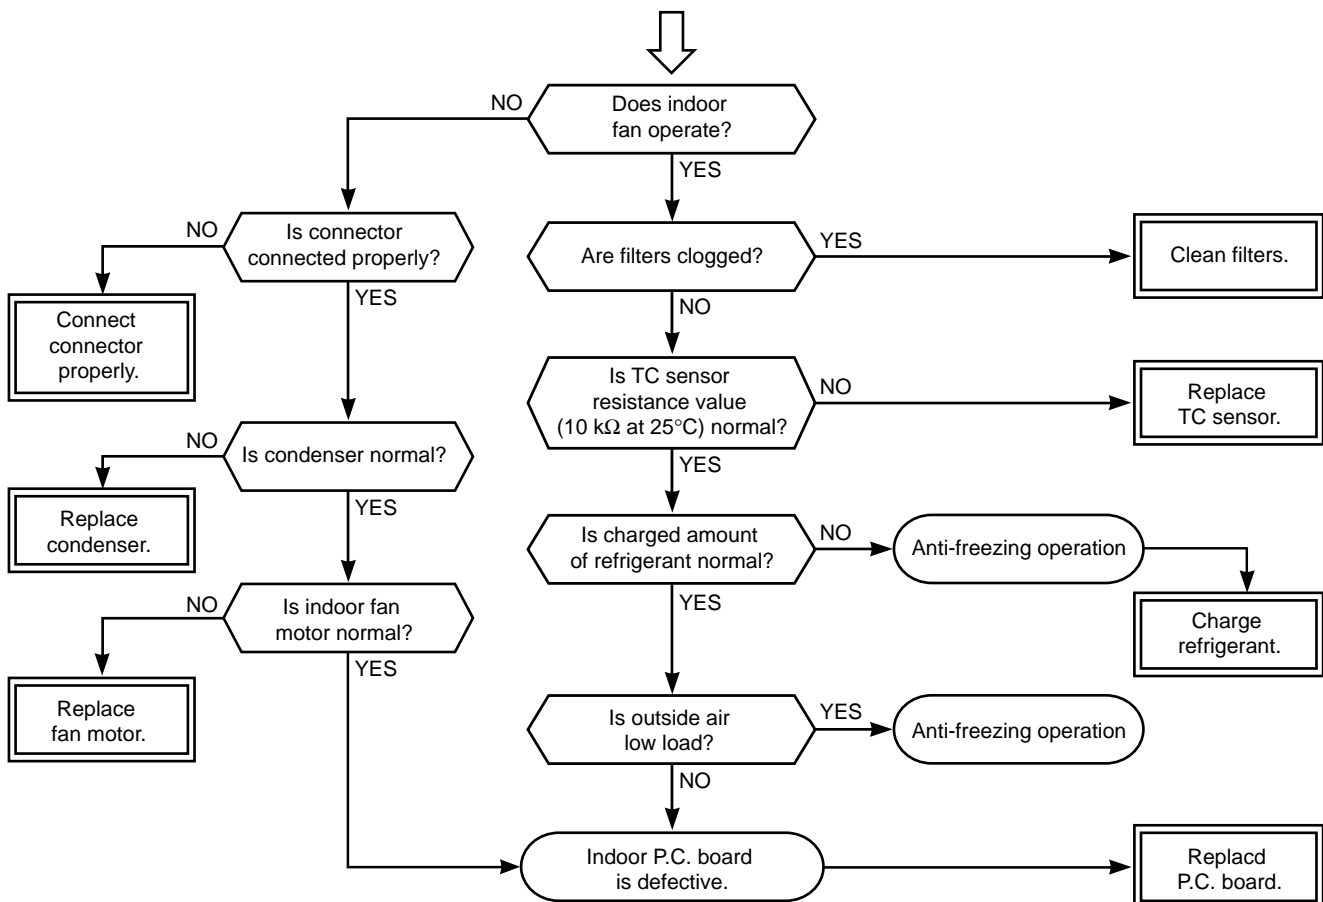 Does indoor
fan operate?
NO
YES
Is connector
connected properly?
NO
YES
Are filters clogged?
YES
NO
Clean filters.
Connect
connector
properly.
Is TC sensor
resistance value
(10 kΩ at 25°C) normal?
NO
YES
Replace
TC sensor.
Is condenser normal?
NO
YES
Replace
condenser.
Is charged amount
of refrigerant normal?
NO
YES
Anti-freezing operation
Charge
refrigerant.
Is indoor fan
motor normal?
NO
YES
Replace
fan motor.
Is outside air
low load?
YES
NO
Anti-freezing operation
Indoor P.C. board
is defective.
Replacd
P.C. board.